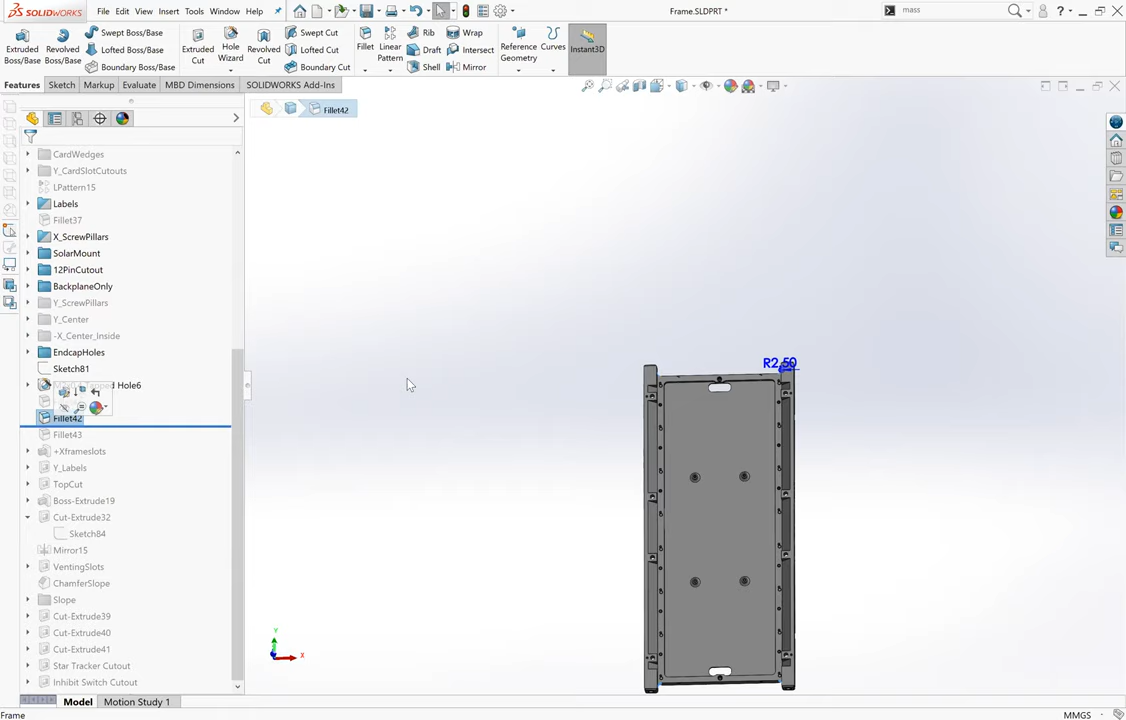 SOLIDWORKS File Edit View Insert Tools Window Help Frame.SLDPRT * mass ?
Extruded Boss/Base
Revolved Boss/Base
Swept Boss/Base
Lofted Boss/Base
Boundary Boss/Base
Extruded Cut
Hole Wizard
Revolved Cut
Swept Cut
Lofted Cut
Boundary Cut
Fillet
Linear Pattern
Rib
Draft
Shell
Wrap
Intersect
Mirror
Reference Geometry
Curves
Instant3D
Features Sketch Markup Evaluate MBD Dimensions SOLIDWORKS Add-Ins
Fillet42
CardWedges
Y_CardSlotCutouts
LPattern15
Labels
Fillet37
X_ScrewPillars
SolarMount
12PinCutout
BackplaneOnly
Y_ScrewPillars
Y_Center
-X_Center_Inside
EndcapHoles
Sketch81
Tapped Hole6
Fillet42
Fillet43
+Xframeslots
Y_Labels
TopCut
Boss-Extrude19
Cut-Extrude32
Sketch84
Mirror15
VentingSlots
ChamferSlope
Slope
Cut-Extrude39
Cut-Extrude40
Cut-Extrude41
Star Tracker Cutout
Inhibit Switch Cutout
R2.50
Y
X
Model Motion Study 1
Frame MMGS